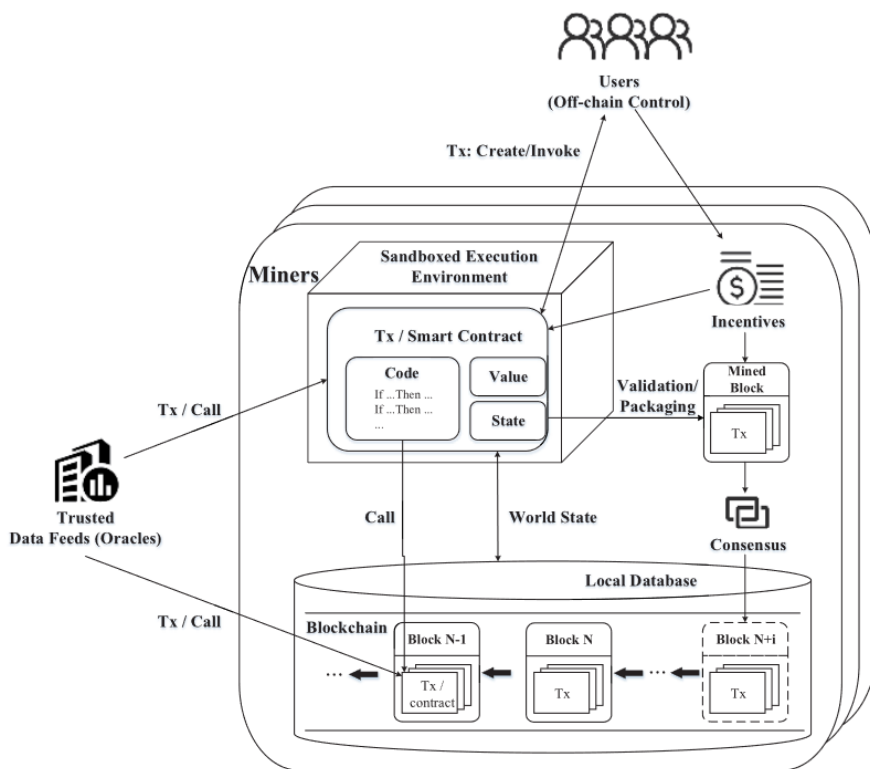 Users
(Off-chain Control)
Tx: Create/Invoke
Miners
Sandboxed Execution
Environment
Tx / Smart Contract
Code
If ...Then ...
If ...Then ...
...
Value
State
Incentives
Mined
Block
Tx
Validation/
Packaging
Tx / Call
Trusted
Data Feeds (Oracles)
Call
World State
Consensus
Local Database
Tx / Call
Blockchain
Block N-1
Block N
Block N+i
...
Tx /
contract
Tx
...
Tx